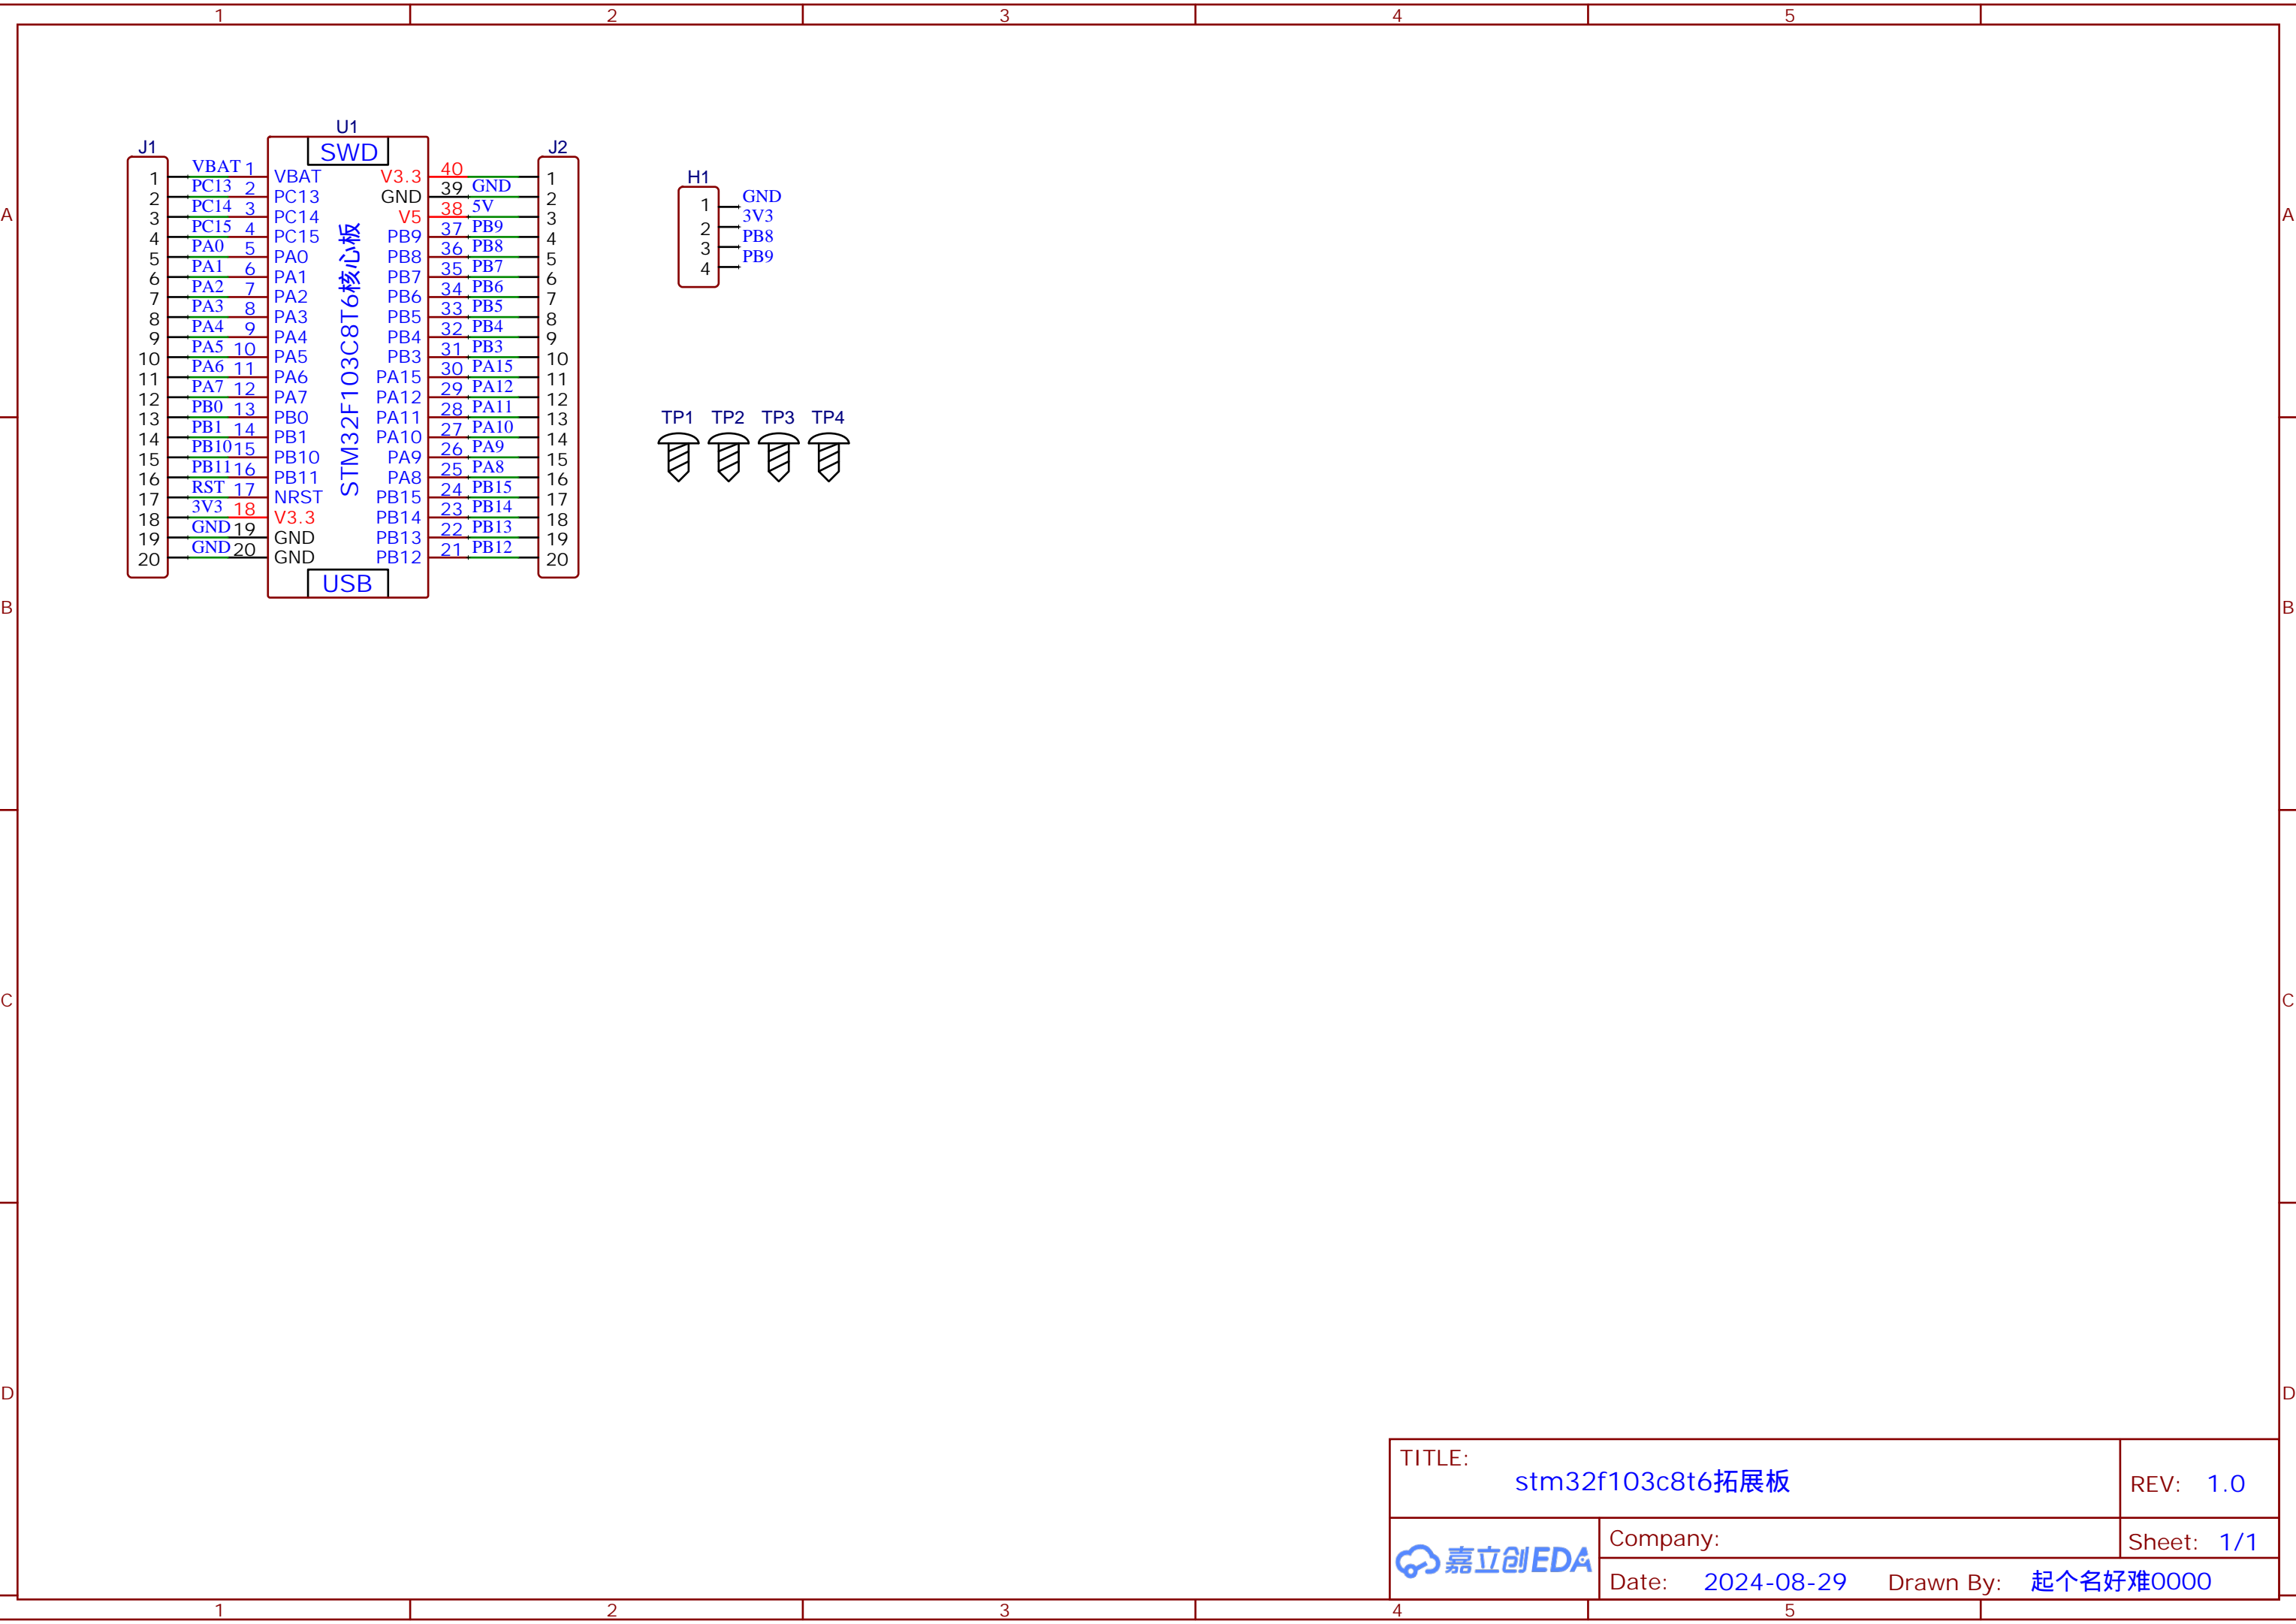 1 2 3 4 5
A A
B B
C C
D D
U1
SWD
J1
J2
STM32F103C8T6核心板
1 VBAT 1 VBAT V3.3 40 1
2 PC13 2 PC13 GND 39 GND 2
3 PC14 3 PC14 V5 38 5V 3
4 PC15 4 PC15 PB9 37 PB9 4
5 PA0 5 PA0 PB8 36 PB8 5
6 PA1 6 PA1 PB7 35 PB7 6
7 PA2 7 PA2 PB6 34 PB6 7
8 PA3 8 PA3 PB5 33 PB5 8
9 PA4 9 PA4 PB4 32 PB4 9
10 PA5 10 PA5 PB3 31 PB3 10
11 PA6 11 PA6 PA15 30 PA15 11
12 PA7 12 PA7 PA12 29 PA12 12
13 PB0 13 PB0 PA11 28 PA11 13
14 PB1 14 PB1 PA10 27 PA10 14
15 PB10 15 PB10 PA9 26 PA9 15
16 PB11 16 PB11 PA8 25 PA8 16
17 RST 17 NRST PB15 24 PB15 17
18 3V3 18 V3.3 PB14 23 PB14 18
19 GND 19 GND PB13 22 PB13 19
20 GND 20 GND PB12 21 PB12 20
USB
H1
1 GND
2 3V3
3 PB8
4 PB9
TP1 TP2 TP3 TP4
TITLE:
stm32f103c8t6拓展板
REV: 1.0
嘉立创EDA
Company:
Sheet: 1/1
Date: 2024-08-29
Drawn By: 起个名好难0000
1 2 3 4 5